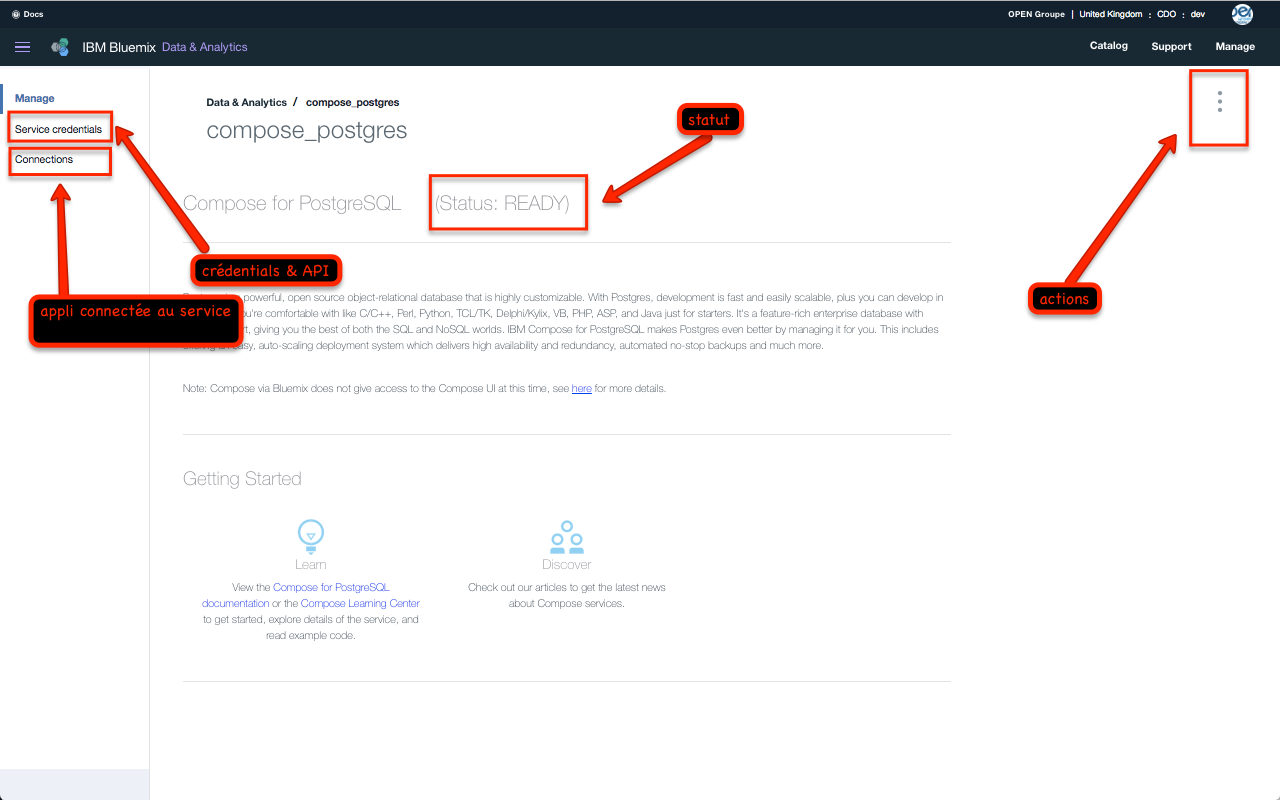 Docs
OPEN Groupe | United Kingdom : CDO : dev
IBM Bluemix Data & Analytics
Catalog Support Manage
Manage
Service credentials
Connections
Data & Analytics / compose_postgres
compose_postgres
statut
Compose for PostgreSQL (Status: READY)
crédentials & API
appli connectée au service
actions
powerful, open source object-relational database that is highly customizable. With Postgres, development is fast and easily scalable, plus you can develop in
you're comfortable with like C/C++, Perl, Python, TCL/TK, Delphi/Kylix, VB, PHP, ASP, and Java just for starters. It's a feature-rich enterprise database with
giving you the best of both the SQL and NoSQL worlds. IBM Compose for PostgreSQL makes Postgres even better by managing it for you. This includes
easy, auto-scaling deployment system which delivers high availability and redundancy, automated no-stop backups and much more.
Note: Compose via Bluemix does not give access to the Compose UI at this time, see here for more details.
Getting Started
Learn
View the Compose for PostgreSQL
documentation or the Compose Learning Center
to get started, explore details of the service, and
read example code.
Discover
Check out our articles to get the latest news
about Compose services.